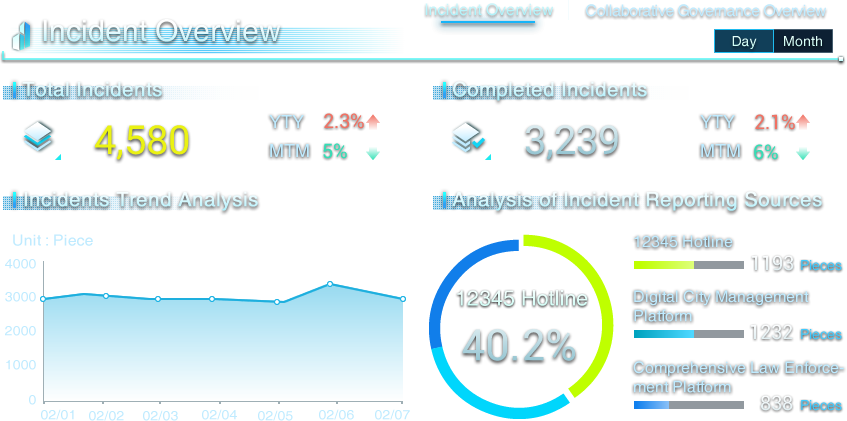 Incident Overview
Collaborative Governance Overview
Incident Overview
Day
Month
Total Incidents
4,580
YTY 2.3%
MTM 5%
Completed Incidents
3,239
YTY 2.1%
MTM 6%
Incidents Trend Analysis
Unit : Piece
4000
3000
2000
1000
0
02/01 02/02 02/03 02/04 02/05 02/06 02/07
Analysis of Incident Reporting Sources
12345 Hotline
40.2%
12345 Hotline
1193 Pieces
Digital City Management
Platform
1232 Pieces
Comprehensive Law Enforce-
ment Platform
838 Pieces